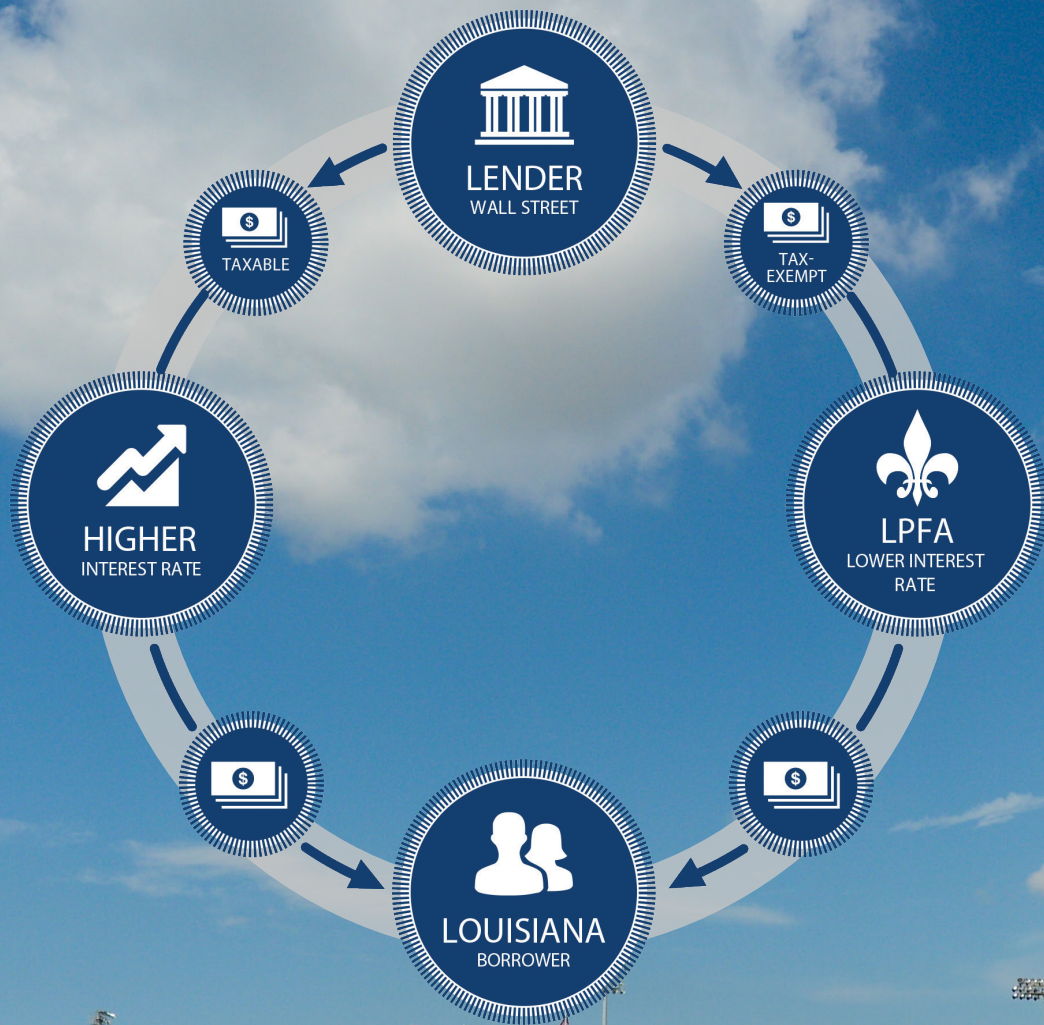 LENDER
WALL STREET
$
TAXABLE
$
TAX-
EXEMPT
HIGHER
INTEREST RATE
LPFA
LOWER INTEREST
RATE
$
$
LOUISIANA
BORROWER